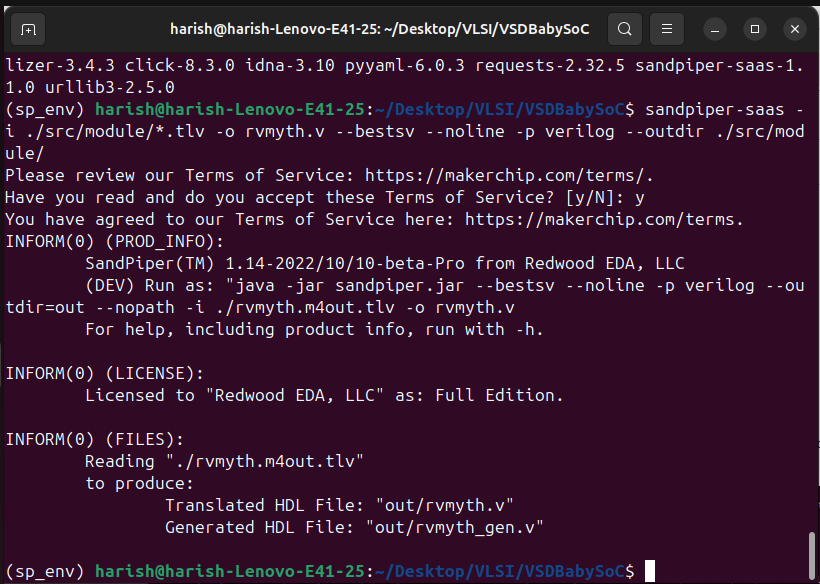 harish@harish-Lenovo-E41-25: ~/Desktop/VLSI/VSDBabySoC
lizer-3.4.3 click-8.3.0 idna-3.10 pyyaml-6.0.3 requests-2.32.5 sandpiper-saas-1.
1.0 urllib3-2.5.0
(sp_env) harish@harish-Lenovo-E41-25:~/Desktop/VLSI/VSDBabySoC$ sandpiper-saas -
i ./src/module/*.tlv -o rvmyth.v --bestsv --noline -p verilog --outdir ./src/mod
ule/
Please review our Terms of Service: https://makerchip.com/terms/.
Have you read and do you accept these Terms of Service? [y/N]: y
You have agreed to our Terms of Service here: https://makerchip.com/terms.
INFORM(0) (PROD_INFO):
SandPiper(TM) 1.14-2022/10/10-beta-Pro from Redwood EDA, LLC
(DEV) Run as: "java -jar sandpiper.jar --bestsv --noline -p verilog --ou
tdir=out --nopath -i ./rvmyth.m4out.tlv -o rvmyth.v
For help, including product info, run with -h.
INFORM(0) (LICENSE):
Licensed to "Redwood EDA, LLC" as: Full Edition.
INFORM(0) (FILES):
Reading "./rvmyth.m4out.tlv"
to produce:
Translated HDL File: "out/rvmyth.v"
Generated HDL File: "out/rvmyth_gen.v"
(sp_env) harish@harish-Lenovo-E41-25:~/Desktop/VLSI/VSDBabySoC$